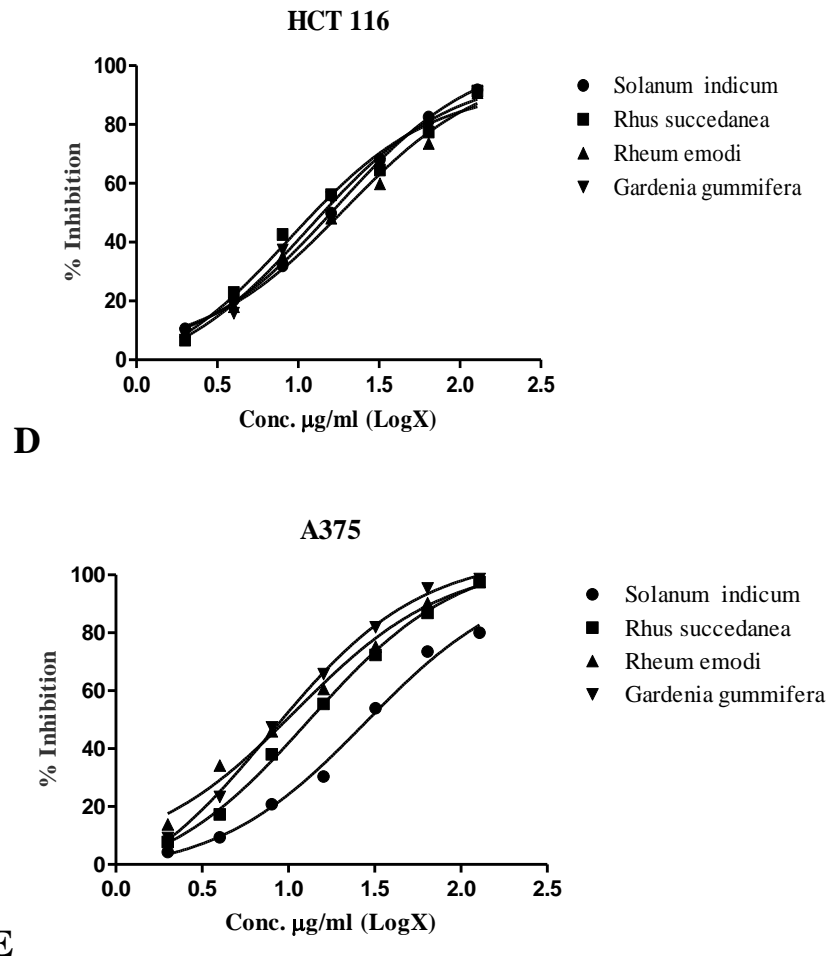 HCT 116
100
80
60
40
20
0
% Inhibition
0.0 0.5 1.0 1.5 2.0 2.5
Conc. μg/ml (LogX)
Solanum indicum
Rhus succedanea
Rheum emodi
Gardenia gummifera
D
A375
100
80
60
40
20
0
% Inhibition
0.0 0.5 1.0 1.5 2.0 2.5
Conc. μg/ml (LogX)
Solanum indicum
Rhus succedanea
Rheum emodi
Gardenia gummifera
E